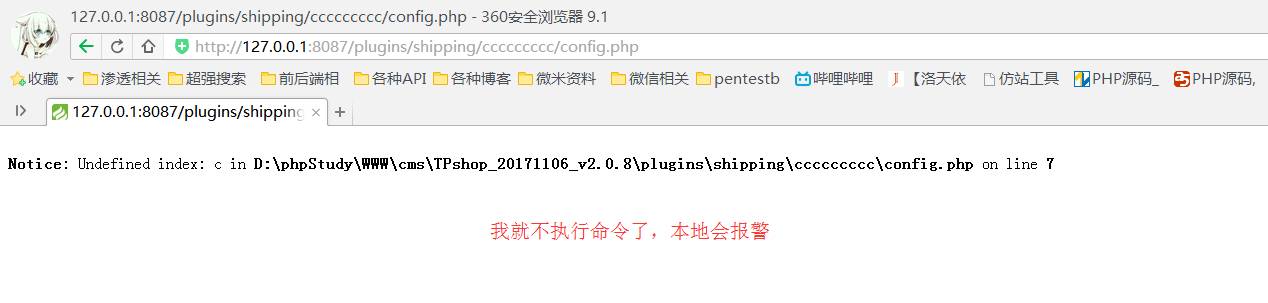 127.0.0.1:8087/plugins/shipping/cccccccccc/config.php - 360安全浏览器 9.1
http://127.0.0.1:8087/plugins/shipping/cccccccccc/config.php
收藏 渗透相关 超强搜索 前后端相 各种API 各种博客 微米资料 微信相关 pentestb 哔哩哔哩 【洛天依 仿站工具 PHP源码_ PHP源码,
127.0.0.1:8087/plugins/shipping
Notice: Undefined index: c in D:\phpStudy\WWW\cms\TPshop_20171106_v2.0.8\plugins\shipping\cccccccccc\config.php on line 7
我就不执行命令了，本地会报警